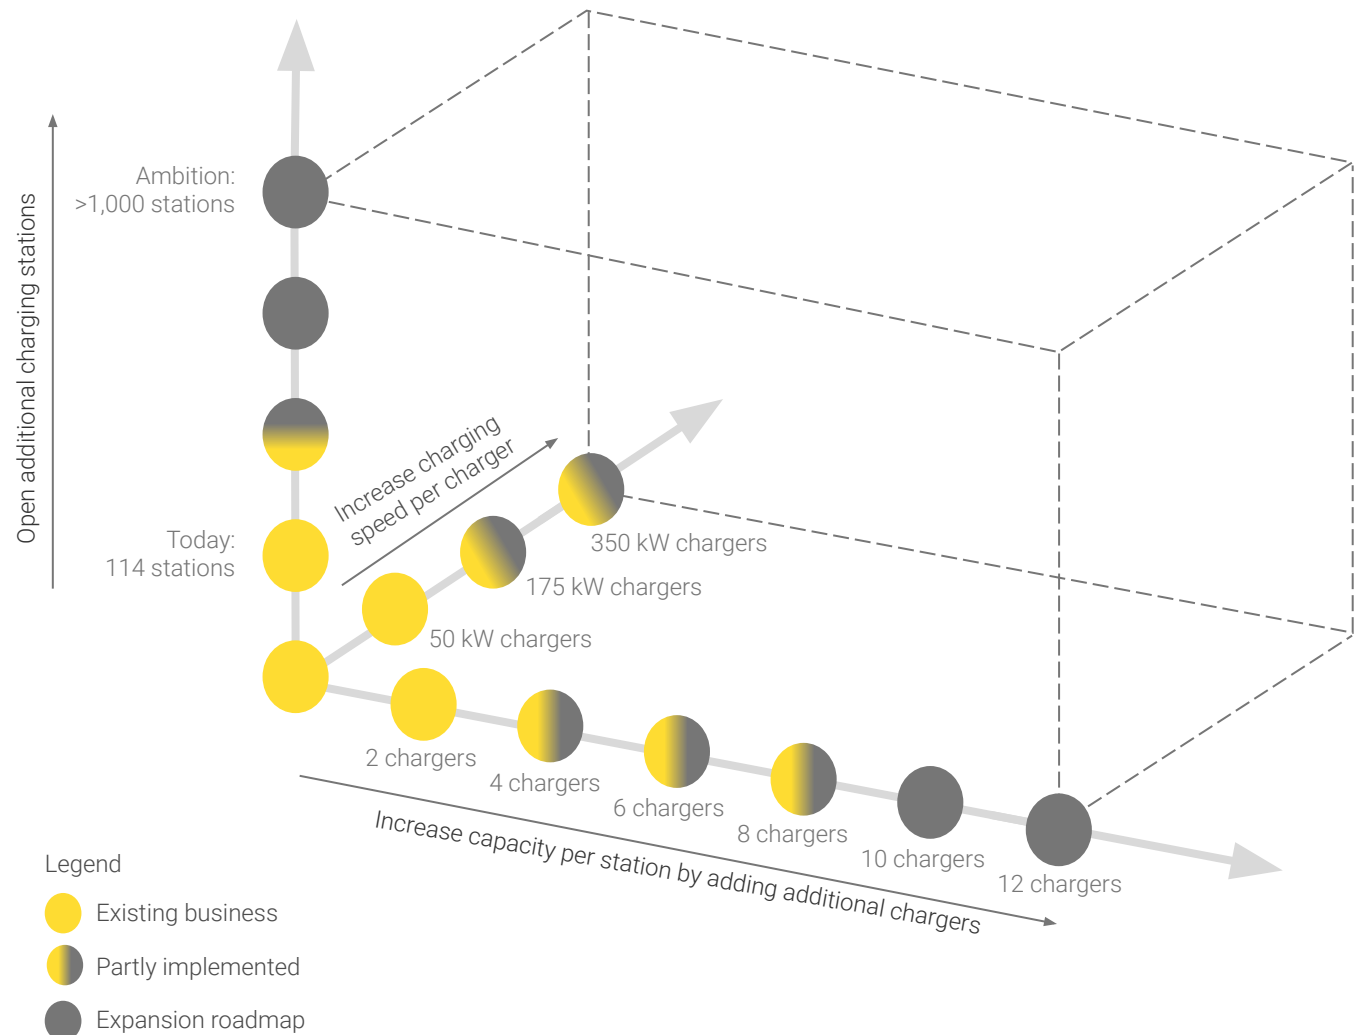 Ambition:
>1,000 stations
Open additional charging stations
Today:
114 stations
Increase charging
speed per charger
350 kW chargers
175 kW chargers
50 kW chargers
2 chargers
4 chargers
6 chargers
8 chargers
10 chargers
12 chargers
Increase capacity per station by adding additional chargers
Legend
Existing business
Partly implemented
Expansion roadmap